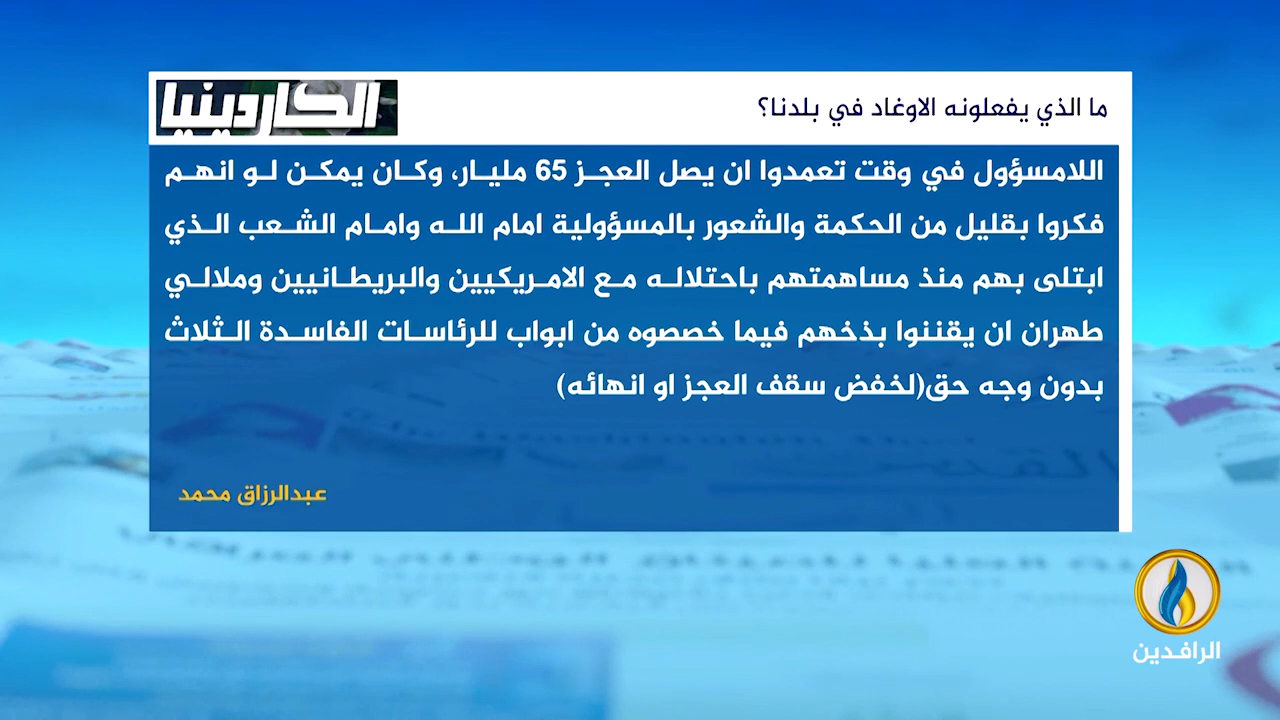 الكاردينيا
ما الذي يفعلونه الاوغاد في بلدنا؟
اللامسؤول في وقت تعمدوا ان يصل العجز 65 مليار، وكان يمكن لو انهم
فكروا بقليل من الحكمة والشعور بالمسؤولية امام الله وامام الشعب الذي
ابتلى بهم منذ مساهمتهم باحتلاله مع الامريكيين والبريطانيين وملالي
طهران ان يقننوا بذخهم فيما خصصوه من ابواب للرئاسات الفاسدة الثلاث
بدون وجه حق(لخفض سقف العجز او انهائه)
عبدالرزاق محمد
الرافدين